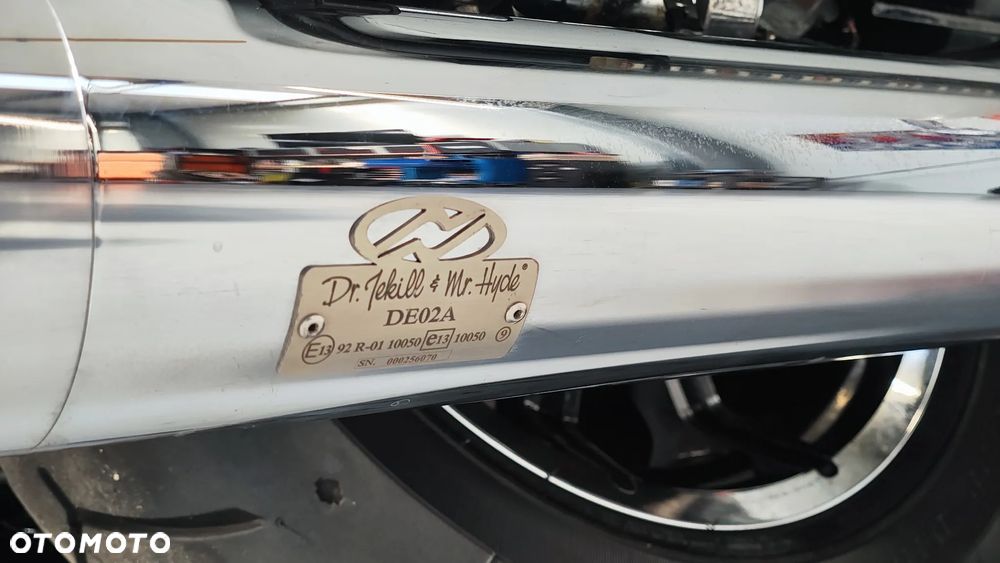 Dr. Jekill & Mr. Hyde®
DE02A
E13 92 R-01 10050 e13 10050 9
SN. 000256070
OTOMOTO